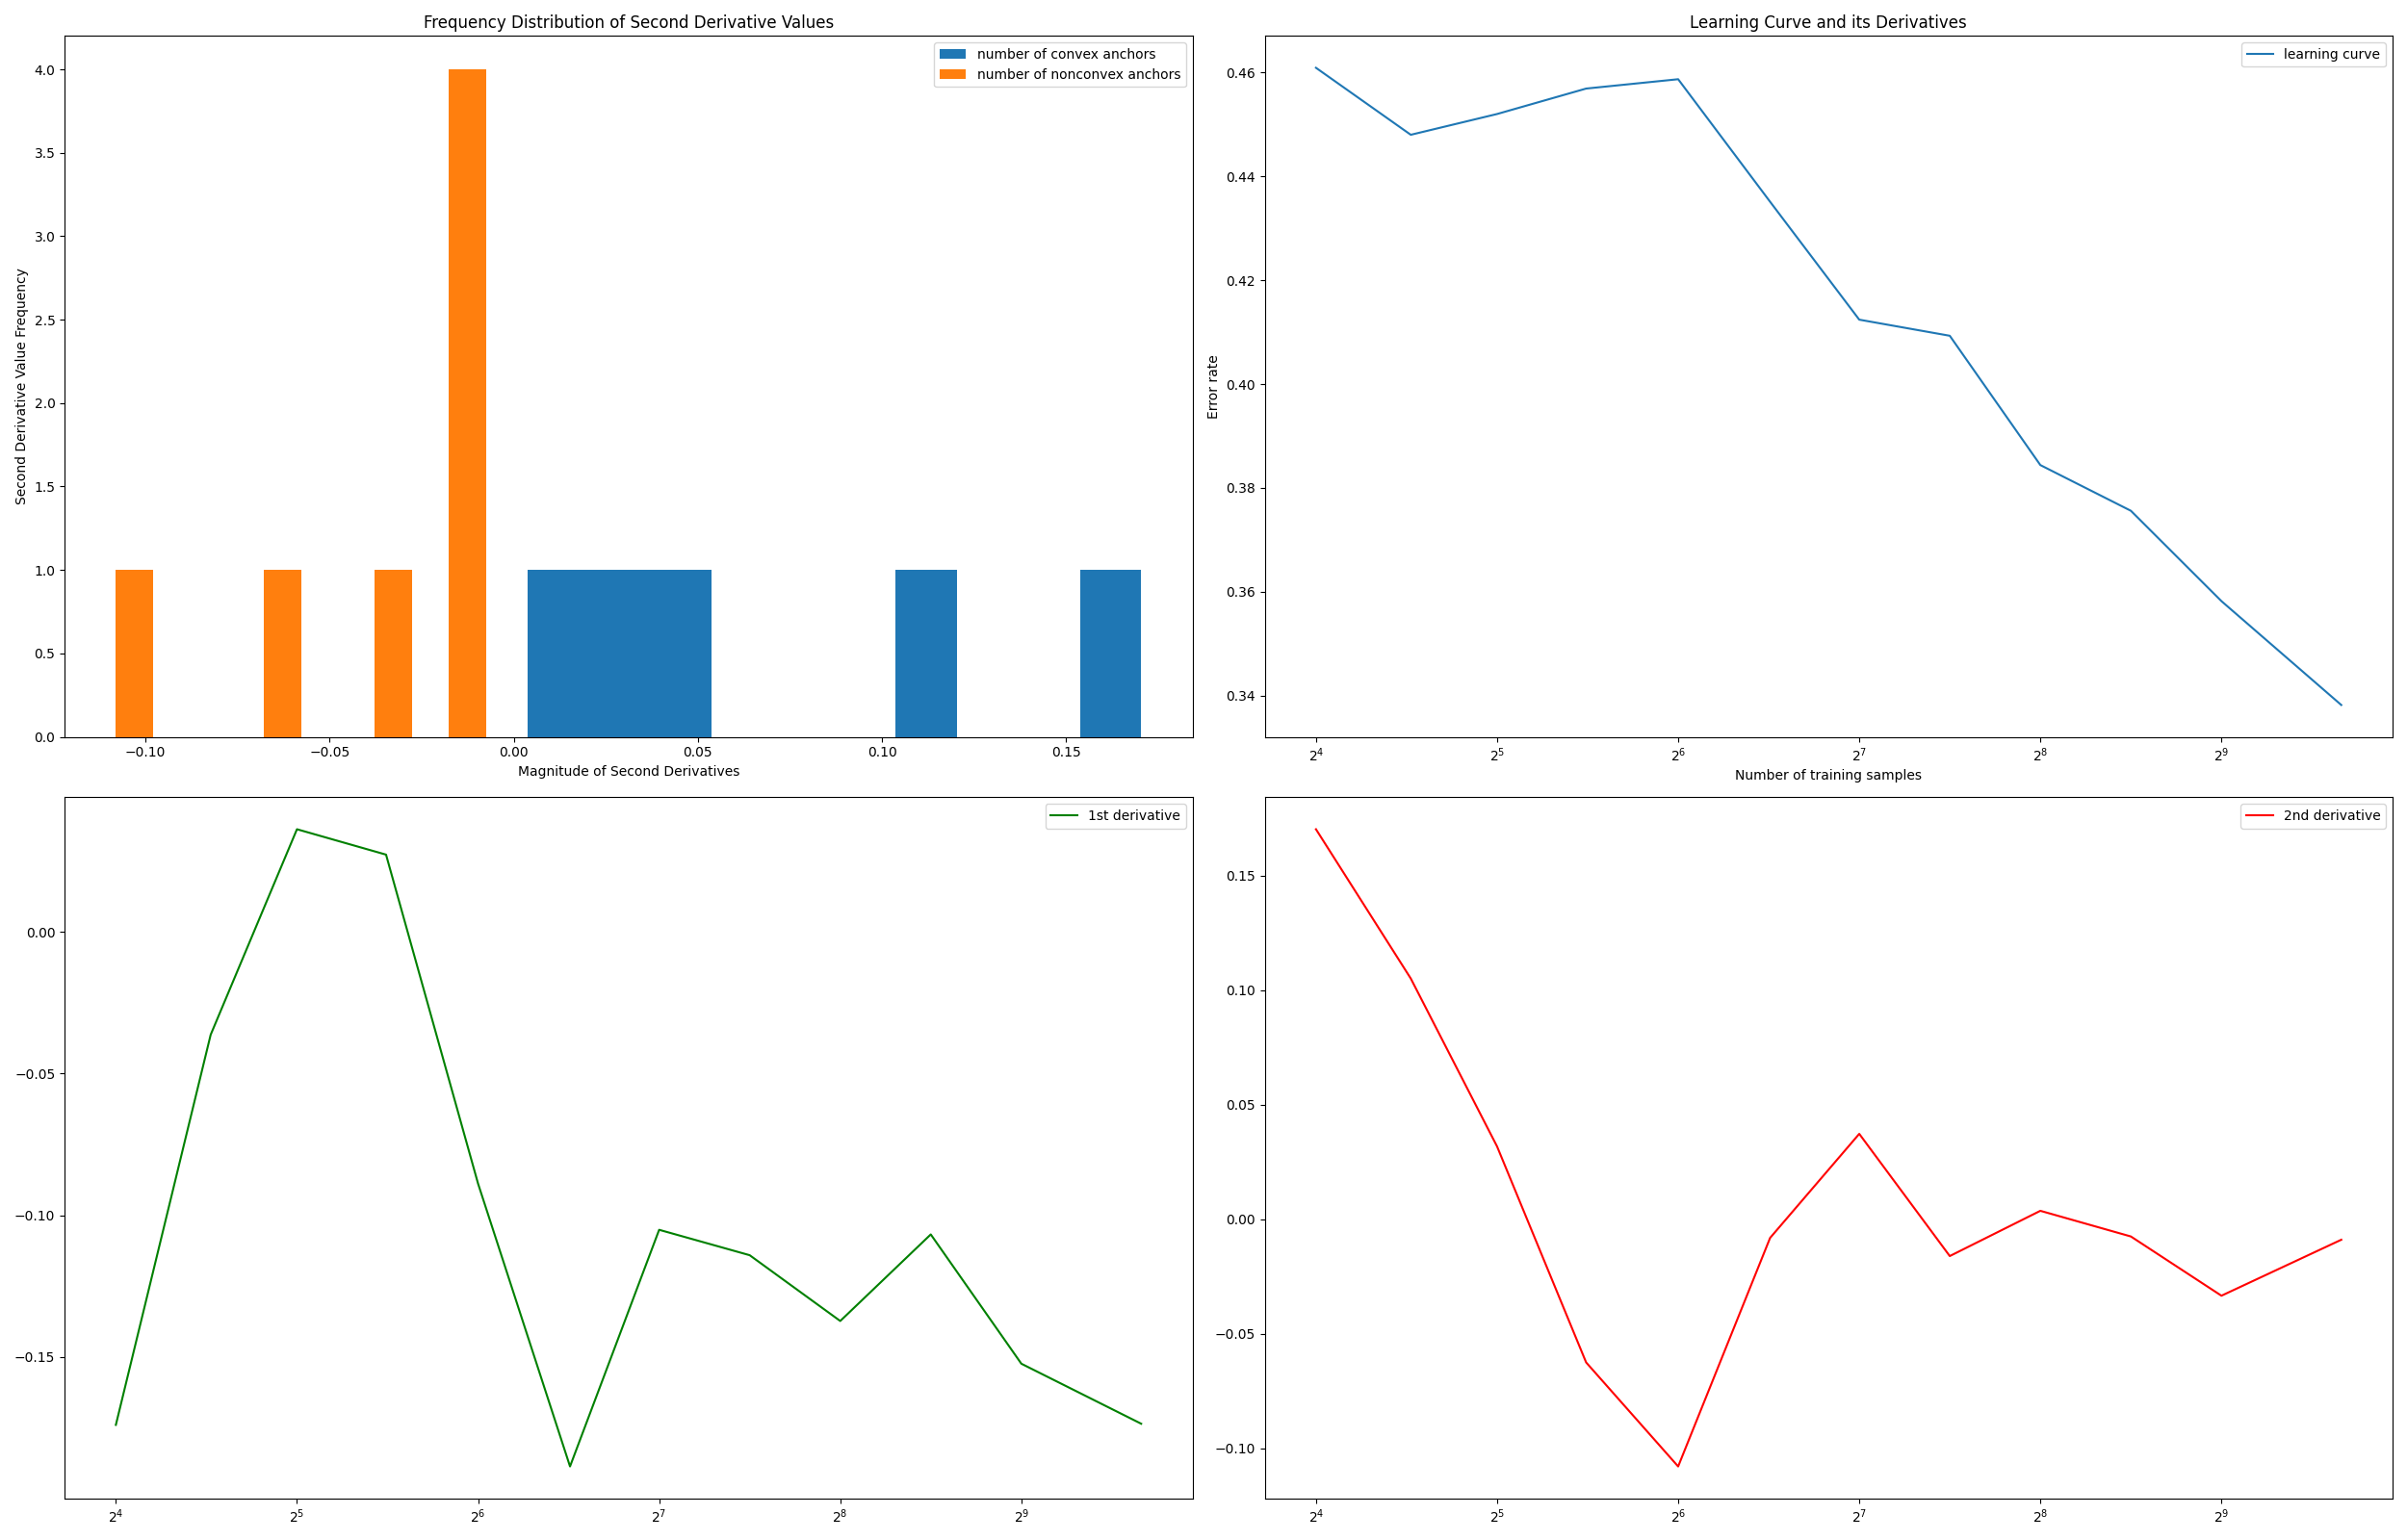 Frequency Distribution of Second Derivative Values
number of convex anchors
number of nonconvex anchors
Second Derivative Value Frequency
4.0
3.5
3.0
2.5
2.0
1.5
1.0
0.5
0.0
−0.10 −0.05 0.00 0.05 0.10 0.15
Magnitude of Second Derivatives
Learning Curve and its Derivatives
learning curve
Error rate
0.46
0.44
0.42
0.40
0.38
0.36
0.34
2⁴ 2⁵ 2⁶ 2⁷ 2⁸ 2⁹
Number of training samples
1st derivative
0.00
−0.05
−0.10
−0.15
2⁴ 2⁵ 2⁶ 2⁷ 2⁸ 2⁹
2nd derivative
0.15
0.10
0.05
0.00
−0.05
−0.10
2⁴ 2⁵ 2⁶ 2⁷ 2⁸ 2⁹